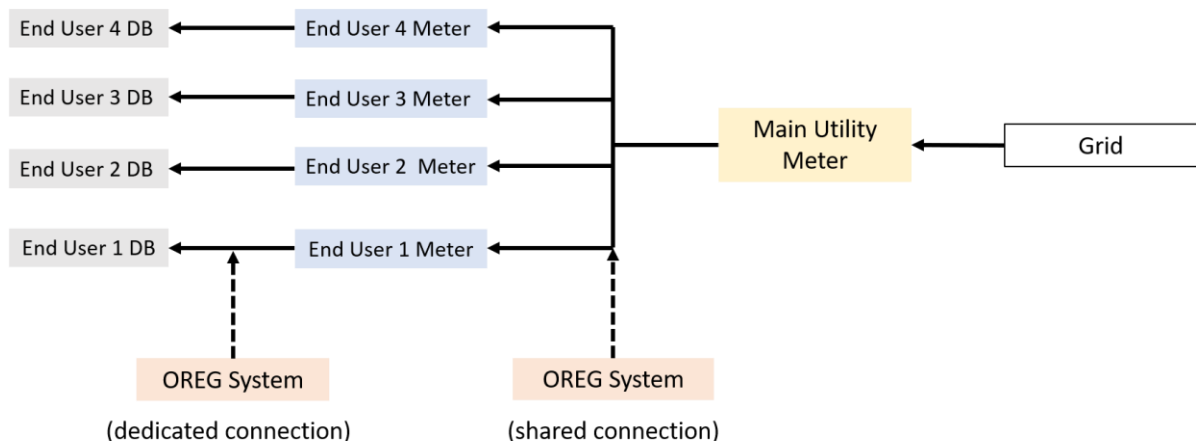 End User 4 DB
End User 4 Meter
End User 3 DB
End User 3 Meter
Main Utility
Meter
Grid
End User 2 DB
End User 2 Meter
End User 1 DB
End User 1 Meter
OREG System
(dedicated connection)
OREG System
(shared connection)